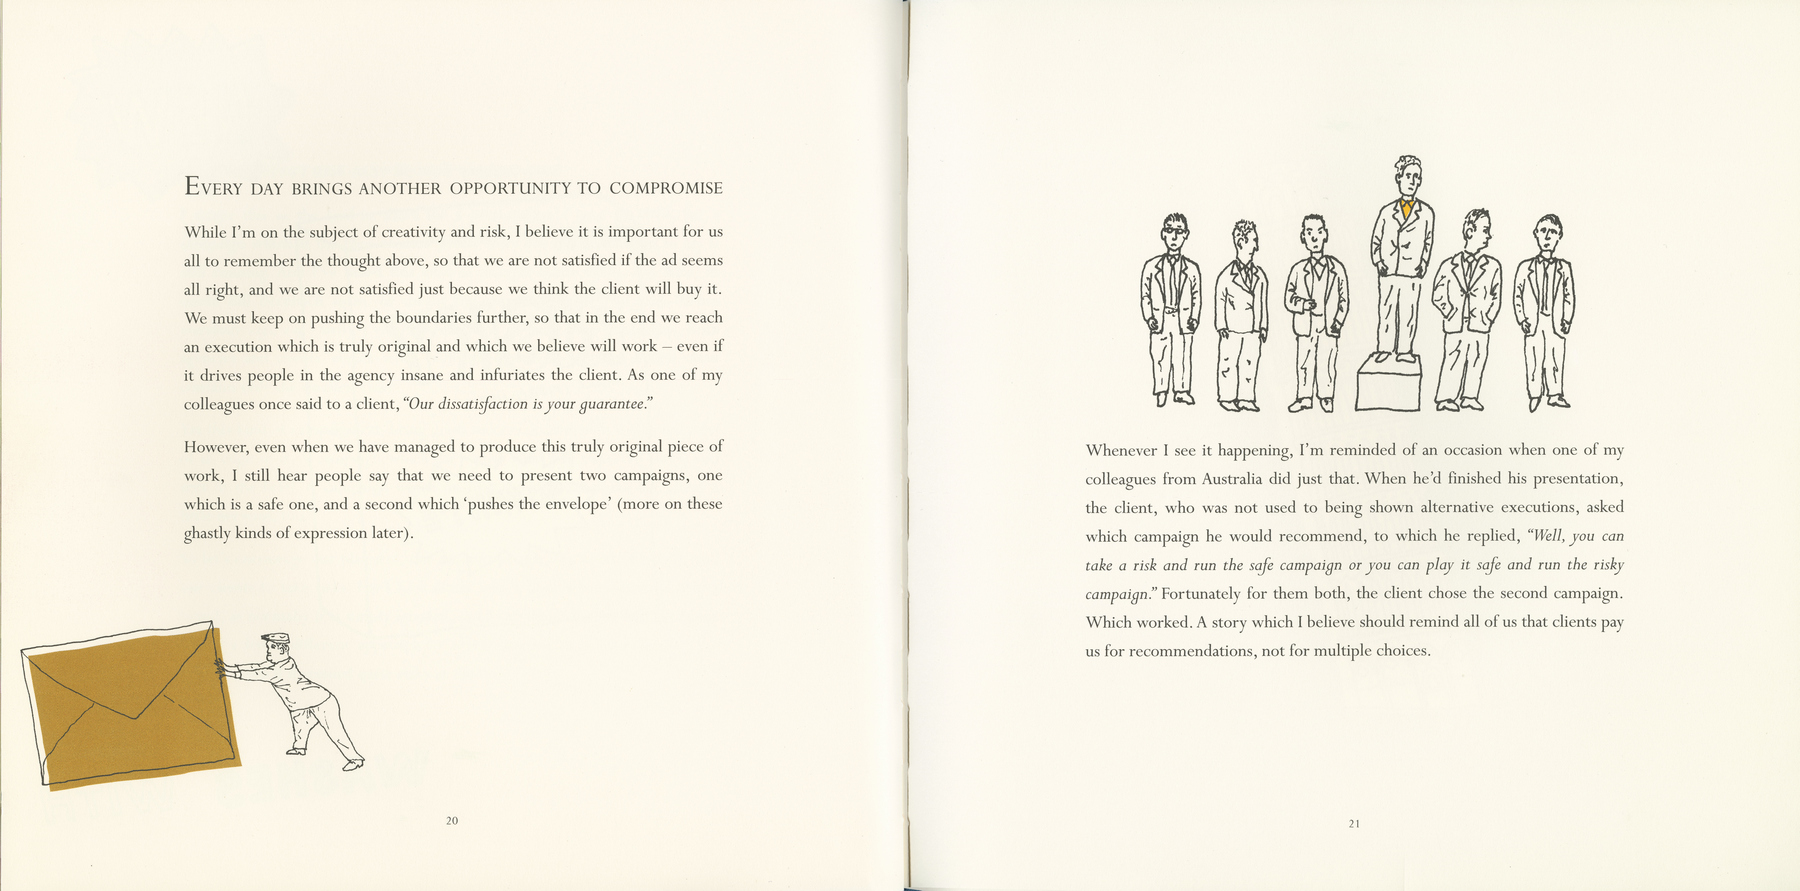 EVERY DAY BRINGS ANOTHER OPPORTUNITY TO COMPROMISE
While I’m on the subject of creativity and risk, I believe it is important for us
all to remember the thought above, so that we are not satisfied if the ad seems
all right, and we are not satisfied just because we think the client will buy it.
We must keep on pushing the boundaries further, so that in the end we reach
an execution which is truly original and which we believe will work – even if
it drives people in the agency insane and infuriates the client. As one of my
colleagues once said to a client, “Our dissatisfaction is your guarantee.”
However, even when we have managed to produce this truly original piece of
work, I still hear people say that we need to present two campaigns, one
which is a safe one, and a second which ‘pushes the envelope’ (more on these
ghastly kinds of expression later).
20
Whenever I see it happening, I’m reminded of an occasion when one of my
colleagues from Australia did just that. When he’d finished his presentation,
the client, who was not used to being shown alternative executions, asked
which campaign he would recommend, to which he replied, “Well, you can
take a risk and run the safe campaign or you can play it safe and run the risky
campaign.” Fortunately for them both, the client chose the second campaign.
Which worked. A story which I believe should remind all of us that clients pay
us for recommendations, not for multiple choices.
21